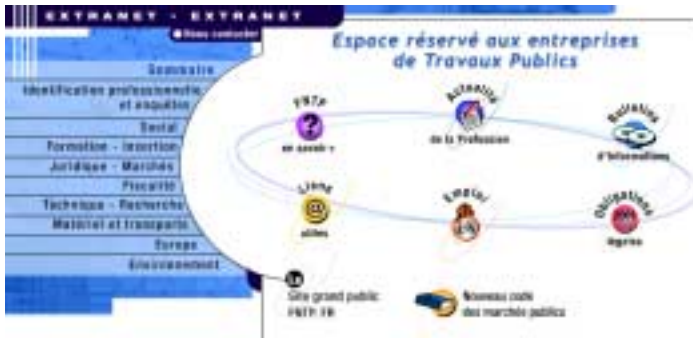 EXTRANET - EXTRANET
Nous contacter
Espace réservé aux entreprises
de Travaux Publics
Sommaire
Identification professionnelle
et enquêtes
Social
Formation - Insertion
Juridique - Marchés
Fiscalité
Technique - Recherche
Matériel et transports
Europe
Environnement
FNTP
en savoir +
Actualité
de la Profession
Bulletins
d'Informations
Liens
utiles
Emploi
Obligations
légales
Le
Site grand public
FNTP.FR
Nouveau code
des marchés publics